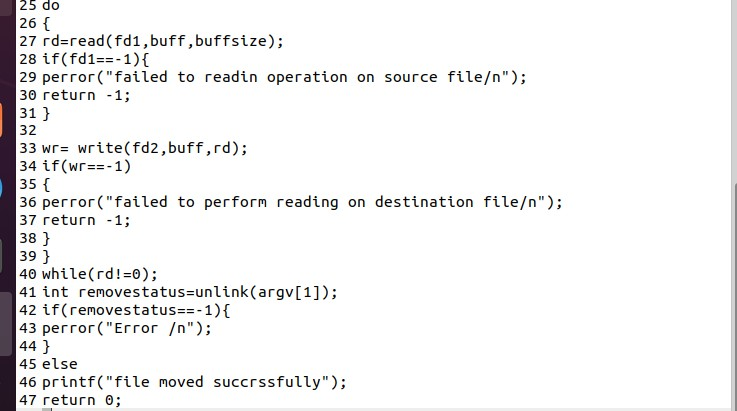 25 do
26 {
27 rd=read(fd1,buff,buffsize);
28 if(fd1==-1){
29 perror("failed to readin operation on source file/n");
30 return -1;
31 }
32
33 wr= write(fd2,buff,rd);
34 if(wr==-1)
35 {
36 perror("failed to perform reading on destination file/n");
37 return -1;
38 }
39 }
40 while(rd!=0);
41 int removestatus=unlink(argv[1]);
42 if(removestatus==-1){
43 perror("Error /n");
44 }
45 else
46 printf("file moved succrssfully");
47 return 0;